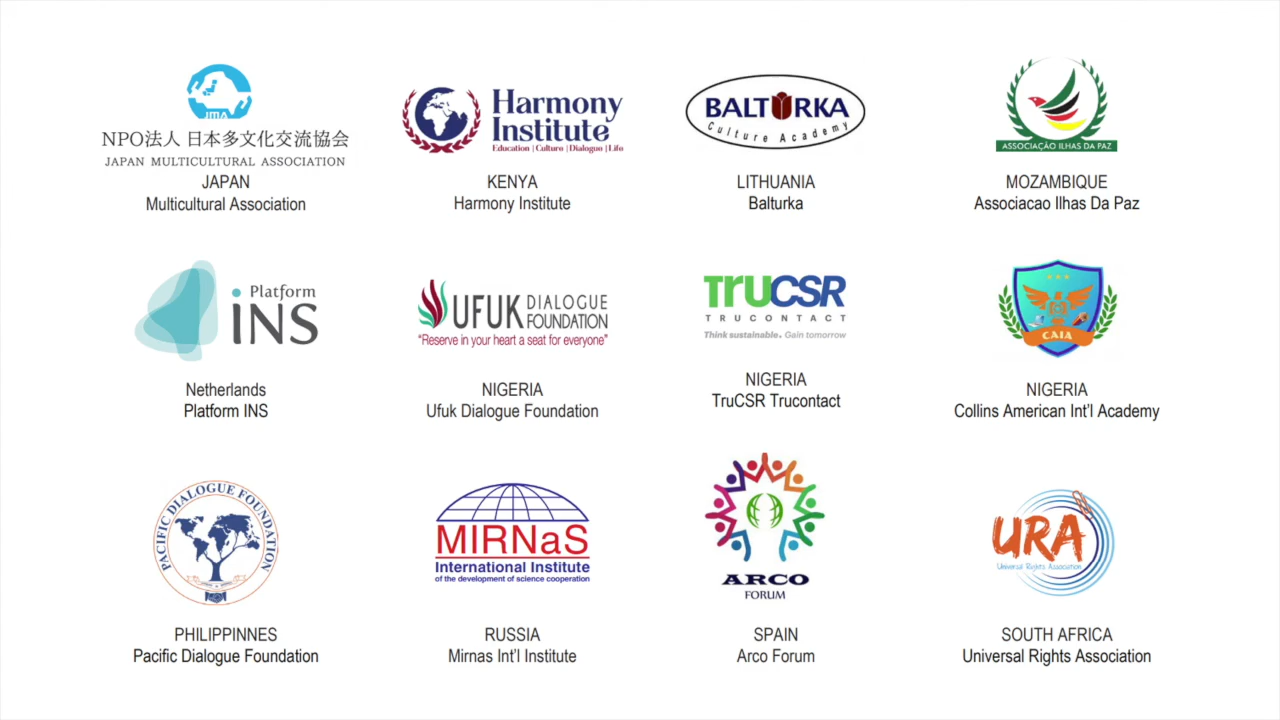 JMA
NPO法人 日本多文化交流協会
JAPAN MULTICULTURAL ASSOCIATION
JAPAN
Multicultural Association
Harmony
Institute
Education | Culture | Dialogue | Life
KENYA
Harmony Institute
BALTURKA
Culture Academy
LITHUANIA
Balturka
ASSOCIAÇÃO ILHAS DA PAZ
MOZAMBIQUE
Associacao Ilhas Da Paz
Platform
iNS
Netherlands
Platform INS
UFUK DIALOGUE
FOUNDATION
“Reserve in your heart a seat for everyone”
NIGERIA
Ufuk Dialogue Foundation
TruCSR
TRUCONTACT
Think sustainable. Gain tomorrow
NIGERIA
TruCSR Trucontact
CAIA
NIGERIA
Collins American Int’l Academy
PACIFIC DIALOGUE FOUNDATION
PHILIPPINNES
Pacific Dialogue Foundation
MIRNaS
International Institute
of the development of science cooperation
RUSSIA
Mirnas Int’l Institute
ARCO
FORUM
SPAIN
Arco Forum
URA
Universal Rights Association
SOUTH AFRICA
Universal Rights Association